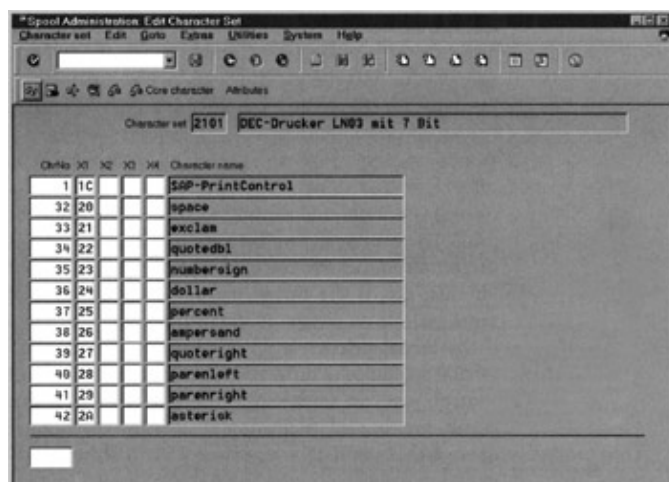 Spool Administration: Edit Character Set
Character set Edit Goto Extras Utilities System Help
Core character Attributes
Character set 2101 DEC-Drucker LN03 mit 7 Bit
ChrNo X1 X2 X3 X4 Character name
1 1C SAP-PrintControl
32 20 space
33 21 exclam
34 22 quotedbl
35 23 numbersign
36 24 dollar
37 25 percent
38 26 ampersand
39 27 quoteright
40 28 parenleft
41 29 parenright
42 2A asterisk